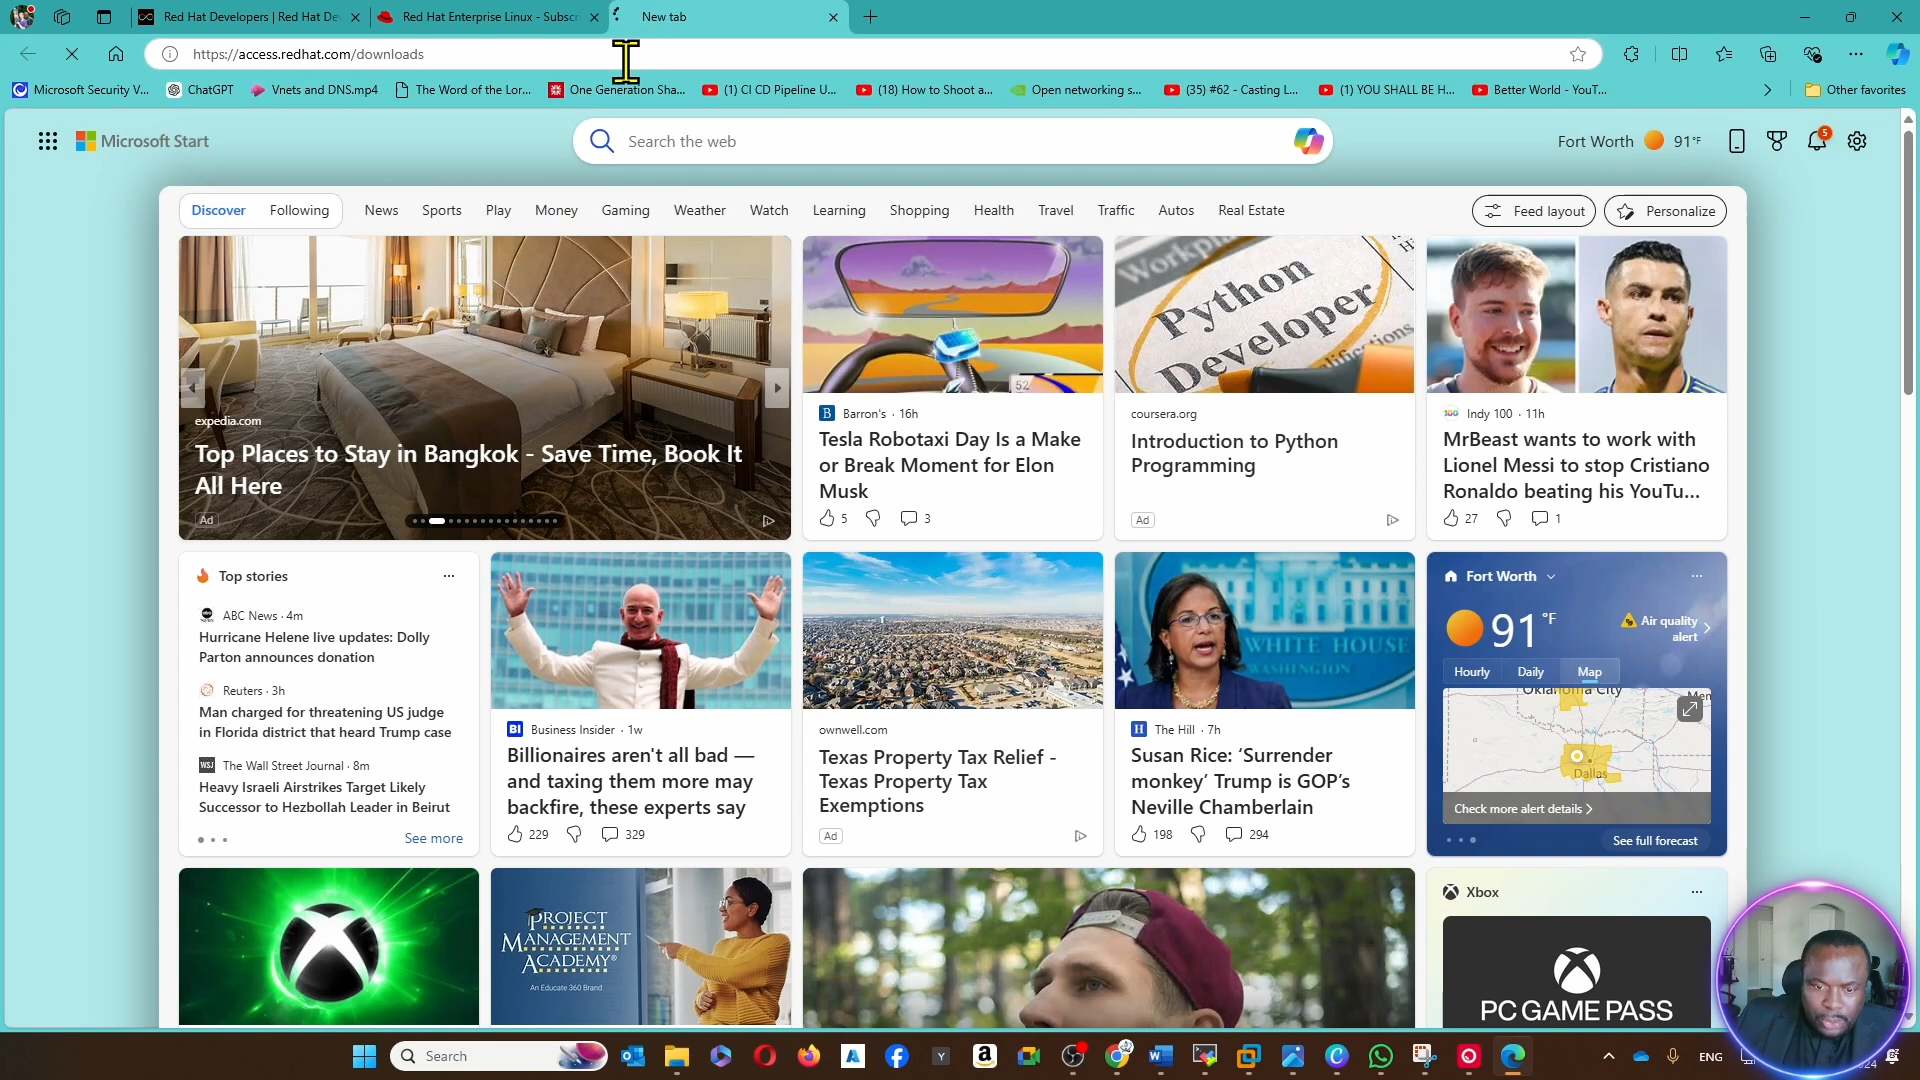 Red Hat Developers | Red Hat De
Red Hat Enterprise Linux - Subscri
New tab
https://access.redhat.com/downloads
Microsoft Security V...
ChatGPT
Vnets and DNS.mp4
The Word of the Lor...
One Generation Sha...
(1) CI CD Pipeline U...
(18) How to Shoot a...
Open networking s...
(35) #62 - Casting L...
(1) YOU SHALL BE H...
Better World - YouT...
Other favorites
Microsoft Start
Search the web
Fort Worth 91°F
5
Discover
Following
News
Sports
Play
Money
Gaming
Weather
Watch
Learning
Shopping
Health
Travel
Traffic
Autos
Real Estate
Feed layout
Personalize
expedia.com
Top Places to Stay in Bangkok - Save Time, Book It
All Here
Ad
52
Barron's · 16h
Tesla Robotaxi Day Is a Make
or Break Moment for Elon
Musk
5
3
Python
Developer
coursera.org
Introduction to Python
Programming
Ad
Indy 100 · 11h
MrBeast wants to work with
Lionel Messi to stop Cristiano
Ronaldo beating his YouTu...
27
1
Top stories
ABC News · 4m
Hurricane Helene live updates: Dolly
Parton announces donation
Reuters · 3h
Man charged for threatening US judge
in Florida district that heard Trump case
WSJ
The Wall Street Journal · 8m
Heavy Israeli Airstrikes Target Likely
Successor to Hezbollah Leader in Beirut
See more
BI Business Insider · 1w
Billionaires aren't all bad —
and taxing them more may
backfire, these experts say
229
329
ownwell.com
Texas Property Tax Relief -
Texas Property Tax
Exemptions
Ad
WHITE HOUSE
WASHINGTON
The Hill · 7h
Susan Rice: ‘Surrender
monkey’ Trump is GOP’s
Neville Chamberlain
198
294
Fort Worth
91 °F
Air quality
alert
Hourly
Daily
Map
Oklahoma City
Mem
Dallas
Check more alert details
See full forecast
PROJECT
MANAGEMENT
ACADEMY®
An Educate 360 Brand
Xbox
PC GAME PASS
Search
ENG